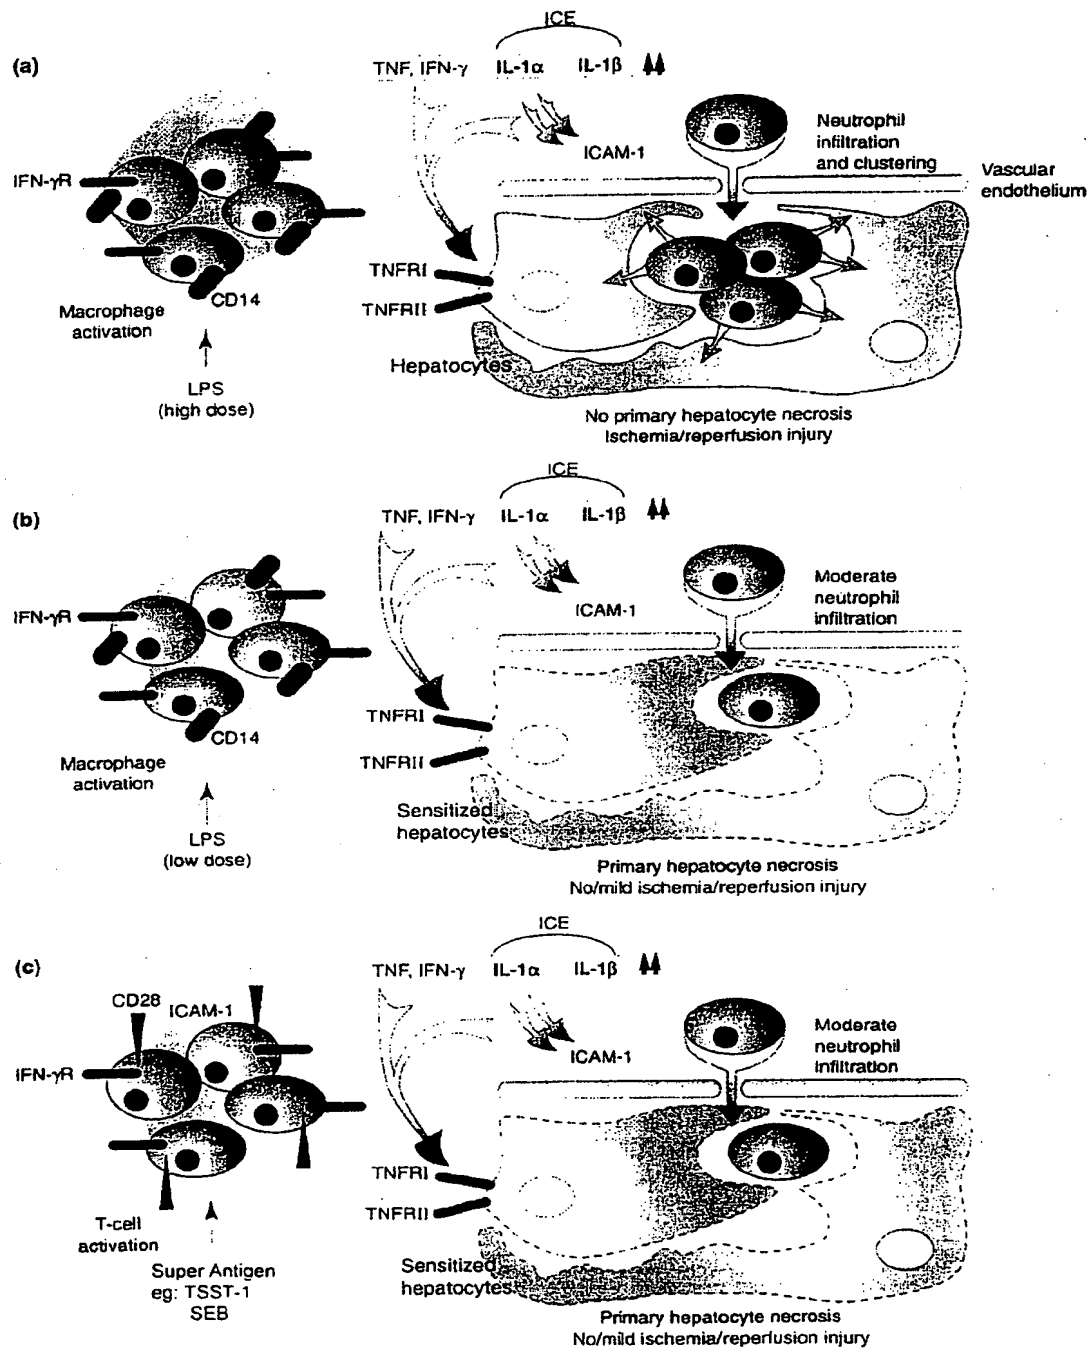 (a)
ICE
TNF, IFN-γ IL-1α IL-1β
ICAM-1
Neutrophil
infiltration
and clustering
Vascular
endothelium
IFN-γR
TNFRI
TNFRII
CD14
Macrophage
activation
LPS
(high dose)
Hepatocytes
No primary hepatocyte necrosis
Ischemia/reperfusion injury
(b)
ICE
TNF, IFN-γ IL-1α IL-1β
ICAM-1
Moderate
neutrophil
infiltration
IFN-γR
TNFRI
TNFRII
CD14
Macrophage
activation
LPS
(low dose)
Sensitized
hepatocytes
Primary hepatocyte necrosis
No/mild ischemia/reperfusion injury
(c)
ICE
TNF, IFN-γ IL-1α IL-1β
CD28 ICAM-1
ICAM-1
Moderate
neutrophil
infiltration
IFN-γR
TNFRI
TNFRII
T-cell
activation
Super Antigen
eg: TSST-1
SEB
Sensitized
hepatocytes
Primary hepatocyte necrosis
No/mild ischemia/reperfusion injury